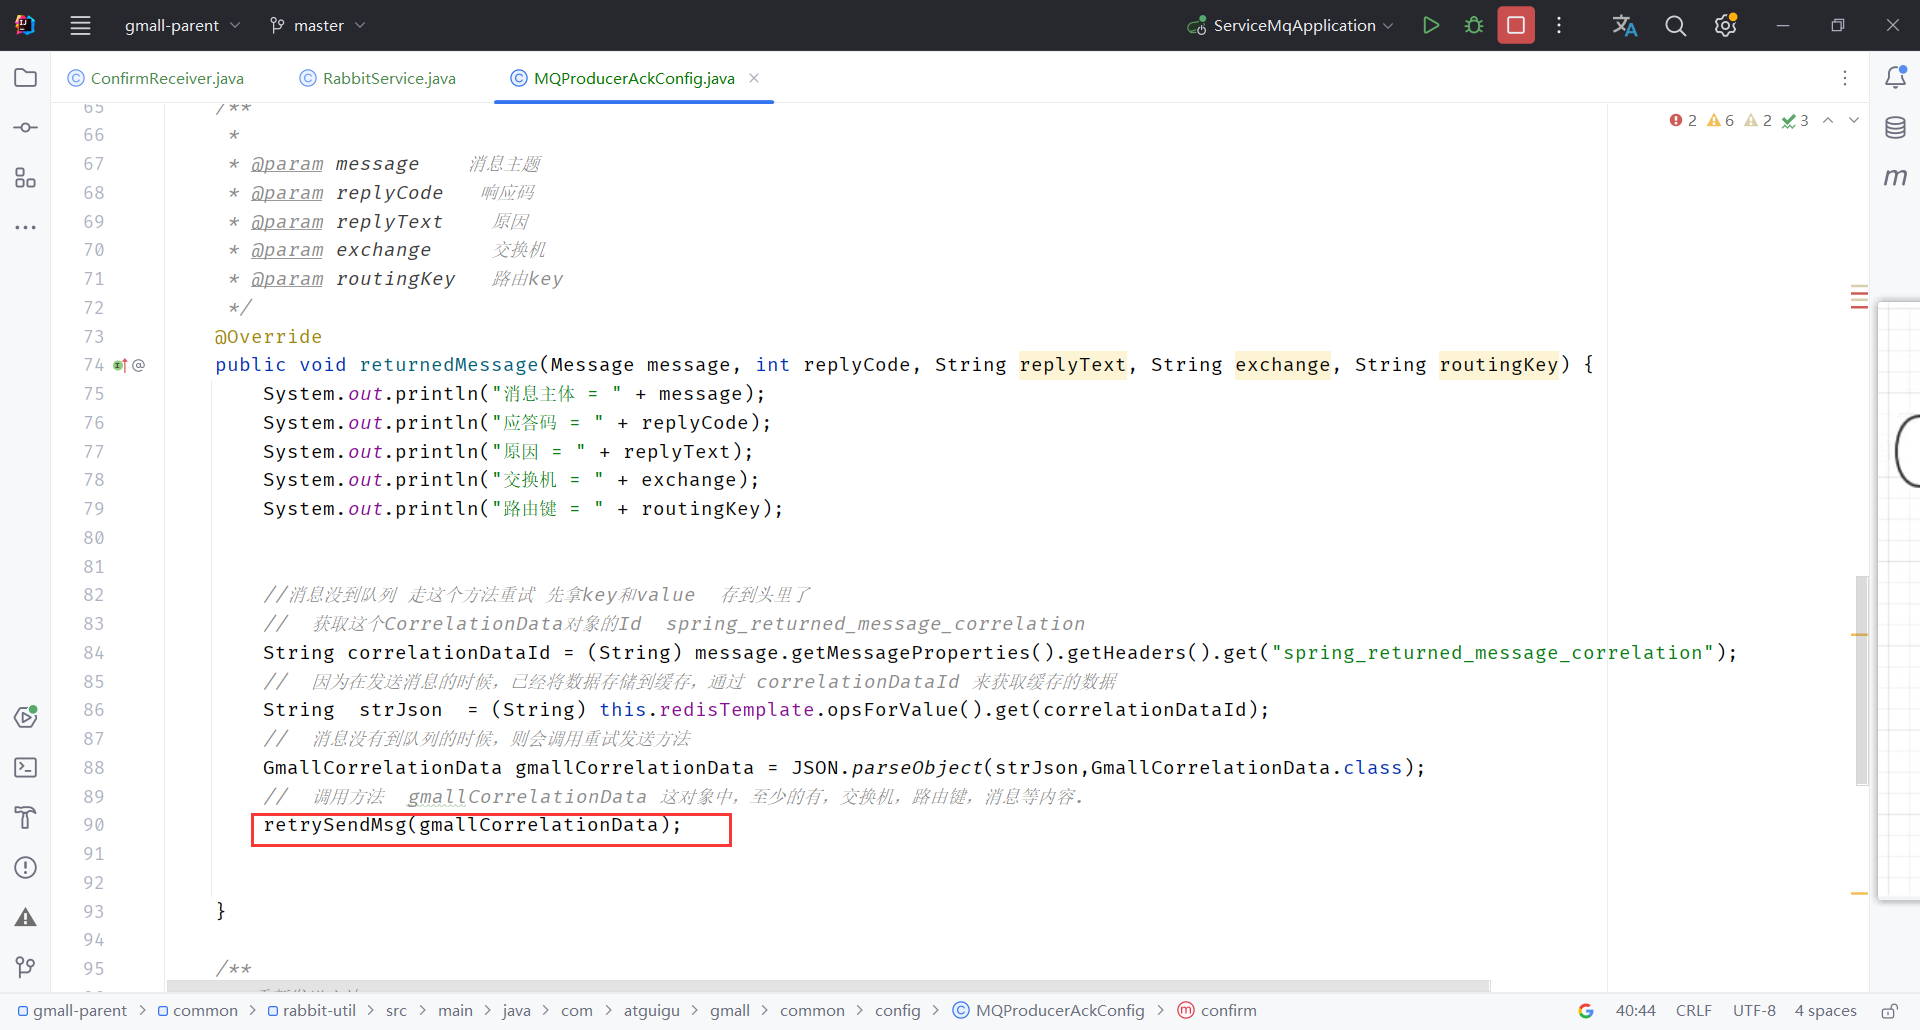 gmall-parent master ServiceMqApplication
ConfirmReceiver.java RabbitService.java MQProducerAckConfig.java
2 6 2 3
65 /**
66 *
67 * @param message 消息主题
68 * @param replyCode 响应码
69 * @param replyText 原因
70 * @param exchange 交换机
71 * @param routingKey 路由key
72 */
73 @Override
74 public void returnedMessage(Message message, int replyCode, String replyText, String exchange, String routingKey) {
75 System.out.println("消息主体 = " + message);
76 System.out.println("应答码 = " + replyCode);
77 System.out.println("原因 = " + replyText);
78 System.out.println("交换机 = " + exchange);
79 System.out.println("路由键 = " + routingKey);
80
81
82 //消息没到队列 走这个方法重试 先拿key和value 存到头里了
83 // 获取这个CorrelationData对象的Id spring_returned_message_correlation
84 String correlationDataId = (String) message.getMessageProperties().getHeaders().get("spring_returned_message_correlation");
85 // 因为在发送消息的时候，已经将数据存储到缓存，通过 correlationDataId 来获取缓存的数据
86 String strJson = (String) this.redisTemplate.opsForValue().get(correlationDataId);
87 // 消息没有到队列的时候，则会调用重试发送方法
88 GmallCorrelationData gmallCorrelationData = JSON.parseObject(strJson,GmallCorrelationData.class);
89 // 调用方法 gmallCorrelationData 这对象中，至少的有，交换机，路由键，消息等内容.
90 retrySendMsg(gmallCorrelationData);
91
92
93 }
94
95 /**
gmall-parent common rabbit-util src main java com atguigu gmall common config MQProducerAckConfig confirm 40:44 CRLF UTF-8 4 spaces